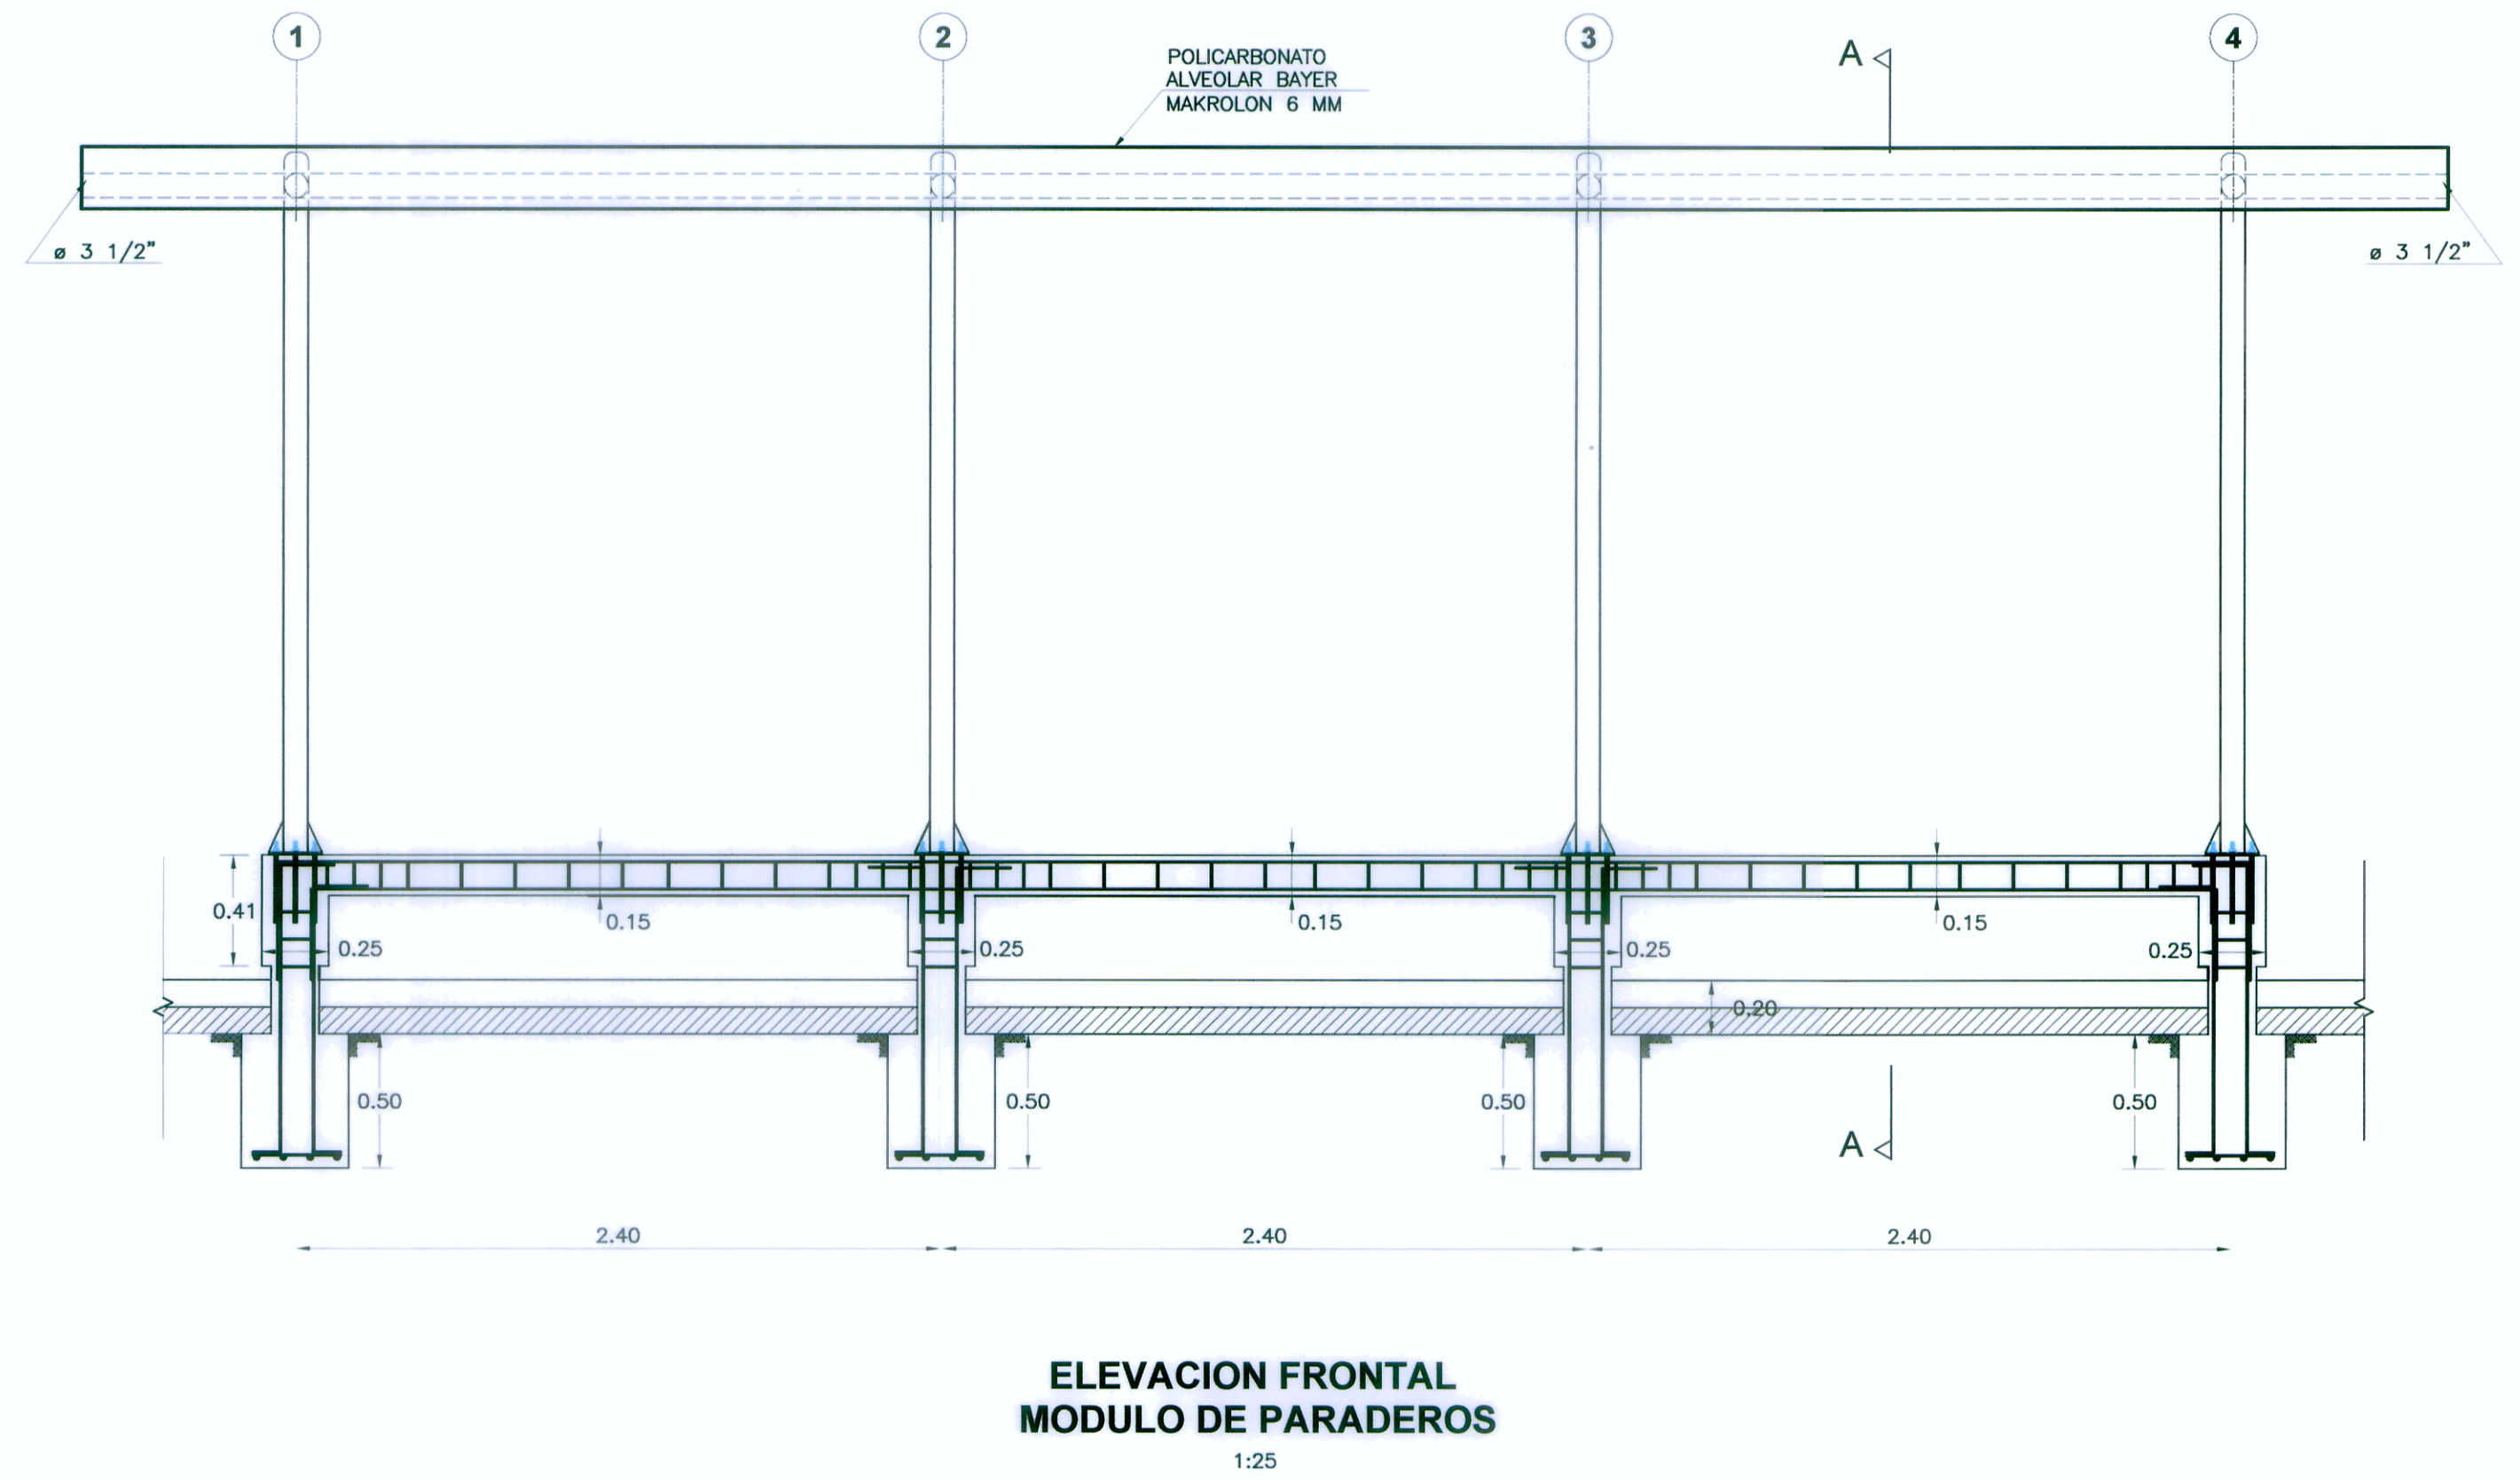 1
2
3
4
POLICARBONATO
ALVEOLAR BAYER
MAKROLON 6 MM
A
ø 3 1/2"
ø 3 1/2"
0.41
0.15
0.15
0.15
0.25
0.25
0.25
0.25
0.20
0.50
0.50
0.50
0.50
A
2.40
2.40
2.40
ELEVACION FRONTAL
MODULO DE PARADEROS
1:25